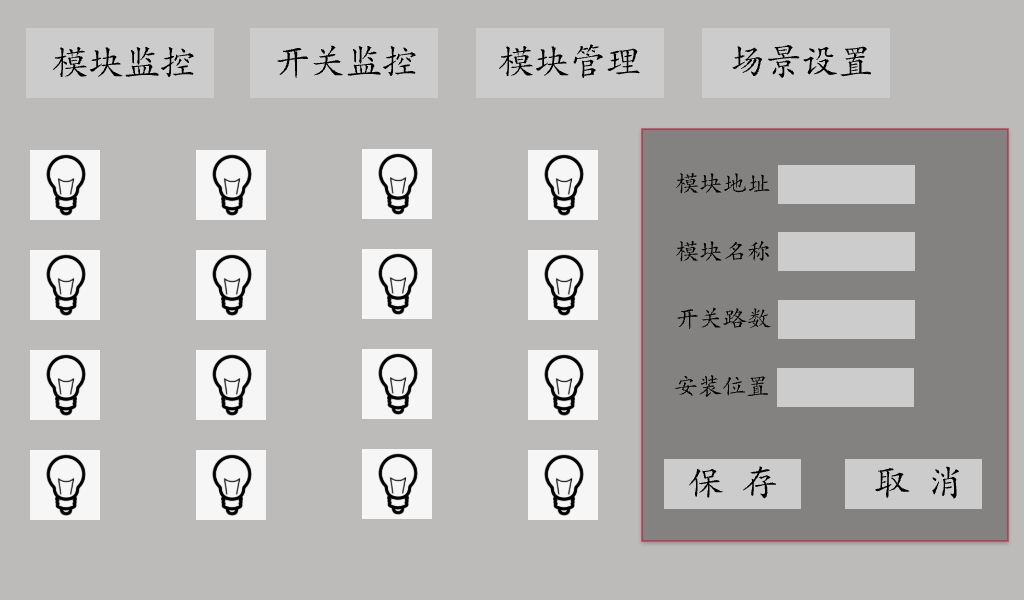 模块监控
开关监控
模块管理
场景设置
模块地址
模块名称
开关路数
安装位置
保 存
取 消